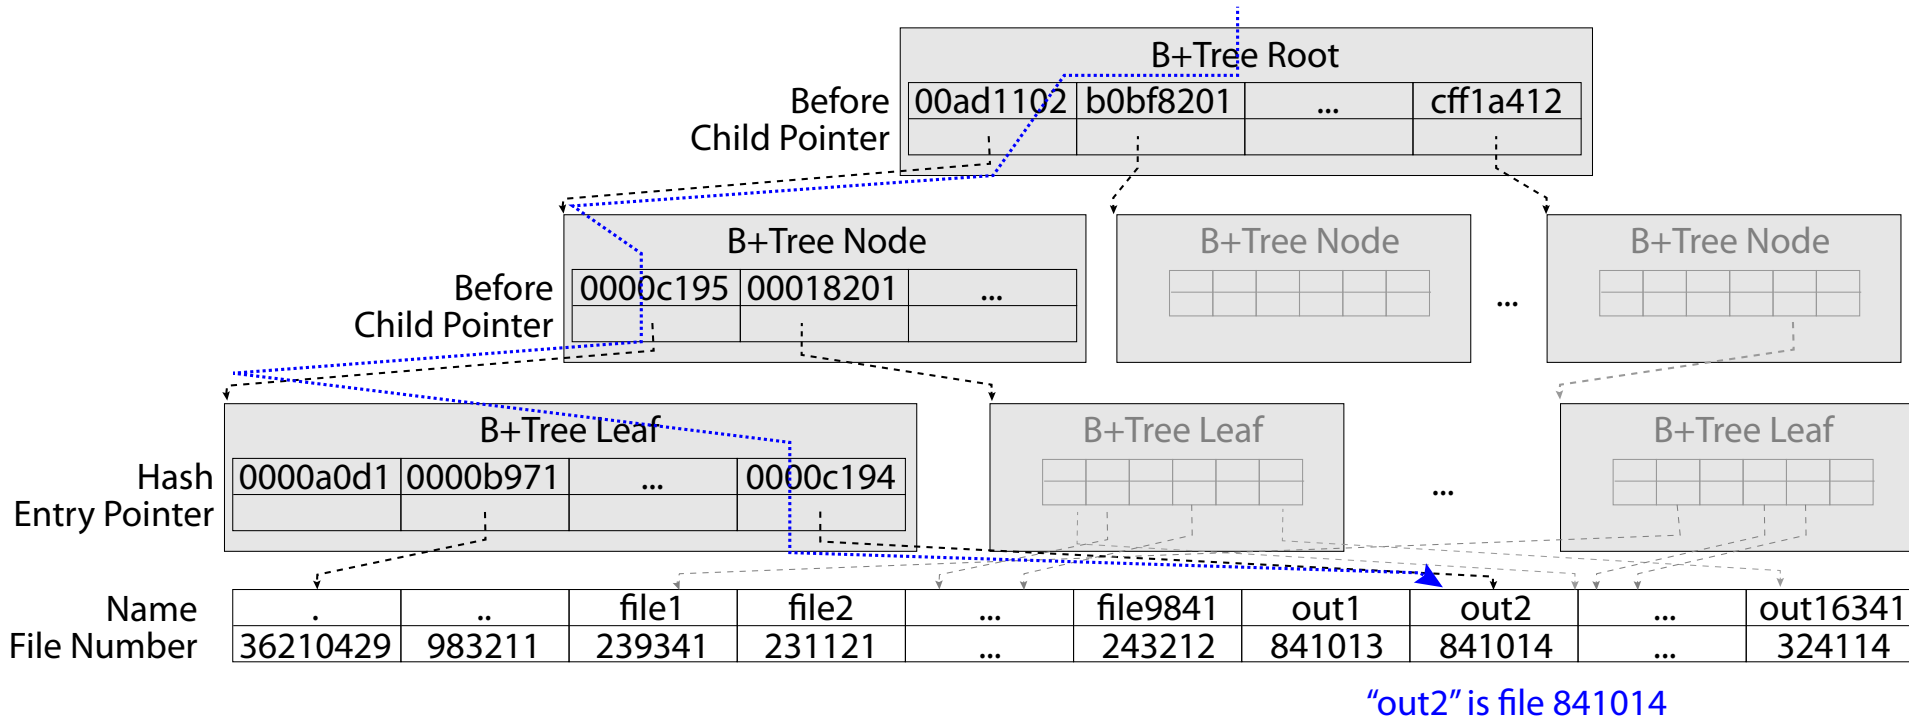 B+Tree Root
Before 00ad1102 b0bf8201 ... cff1a412
Child Pointer
B+Tree Node B+Tree Node B+Tree Node
Before 0000c195 00018201 ... ...
Child Pointer
B+Tree Leaf B+Tree Leaf B+Tree Leaf
Hash 0000a0d1 0000b971 ... 0000c194 ...
Entry Pointer
Name . .. file1 file2 ... file9841 out1 out2 ... out16341
File Number 36210429 983211 239341 231121 ... 243212 841013 841014 ... 324114
“out2” is file 841014